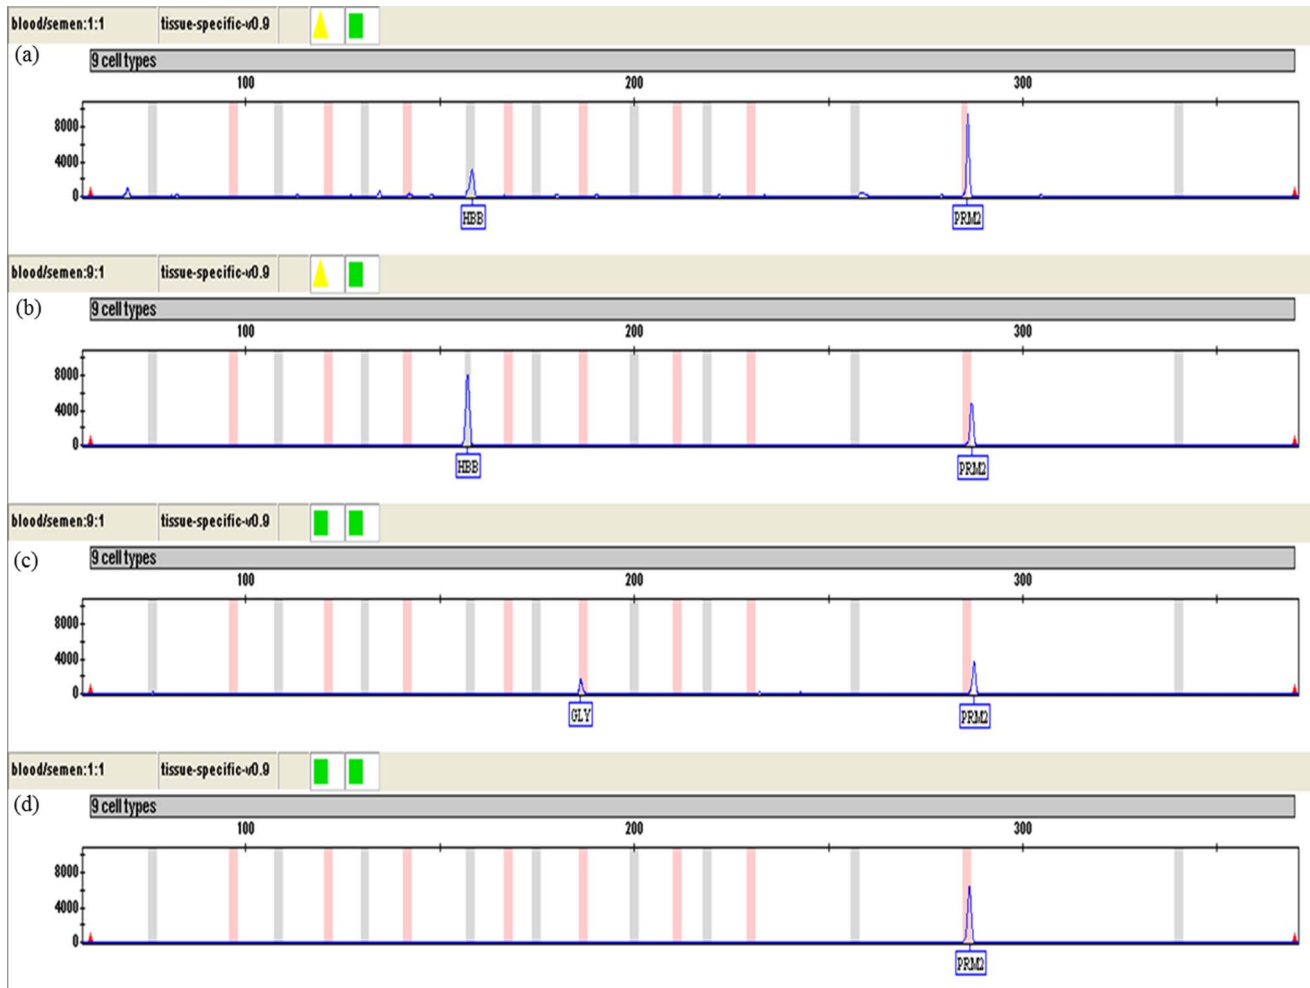 blood/semen:1:1 tissue-specific-v0.9
(a)
9 cell types
100 200 300
8000
4000
0
HBB PRM2
blood/semen:9:1 tissue-specific-v0.9
(b)
9 cell types
100 200 300
8000
4000
0
HBB PRM2
blood/semen:9:1 tissue-specific-v0.9
(c)
9 cell types
100 200 300
8000
4000
0
GLY PRM2
blood/semen:1:1 tissue-specific-v0.9
(d)
9 cell types
100 200 300
8000
4000
0
PRM2